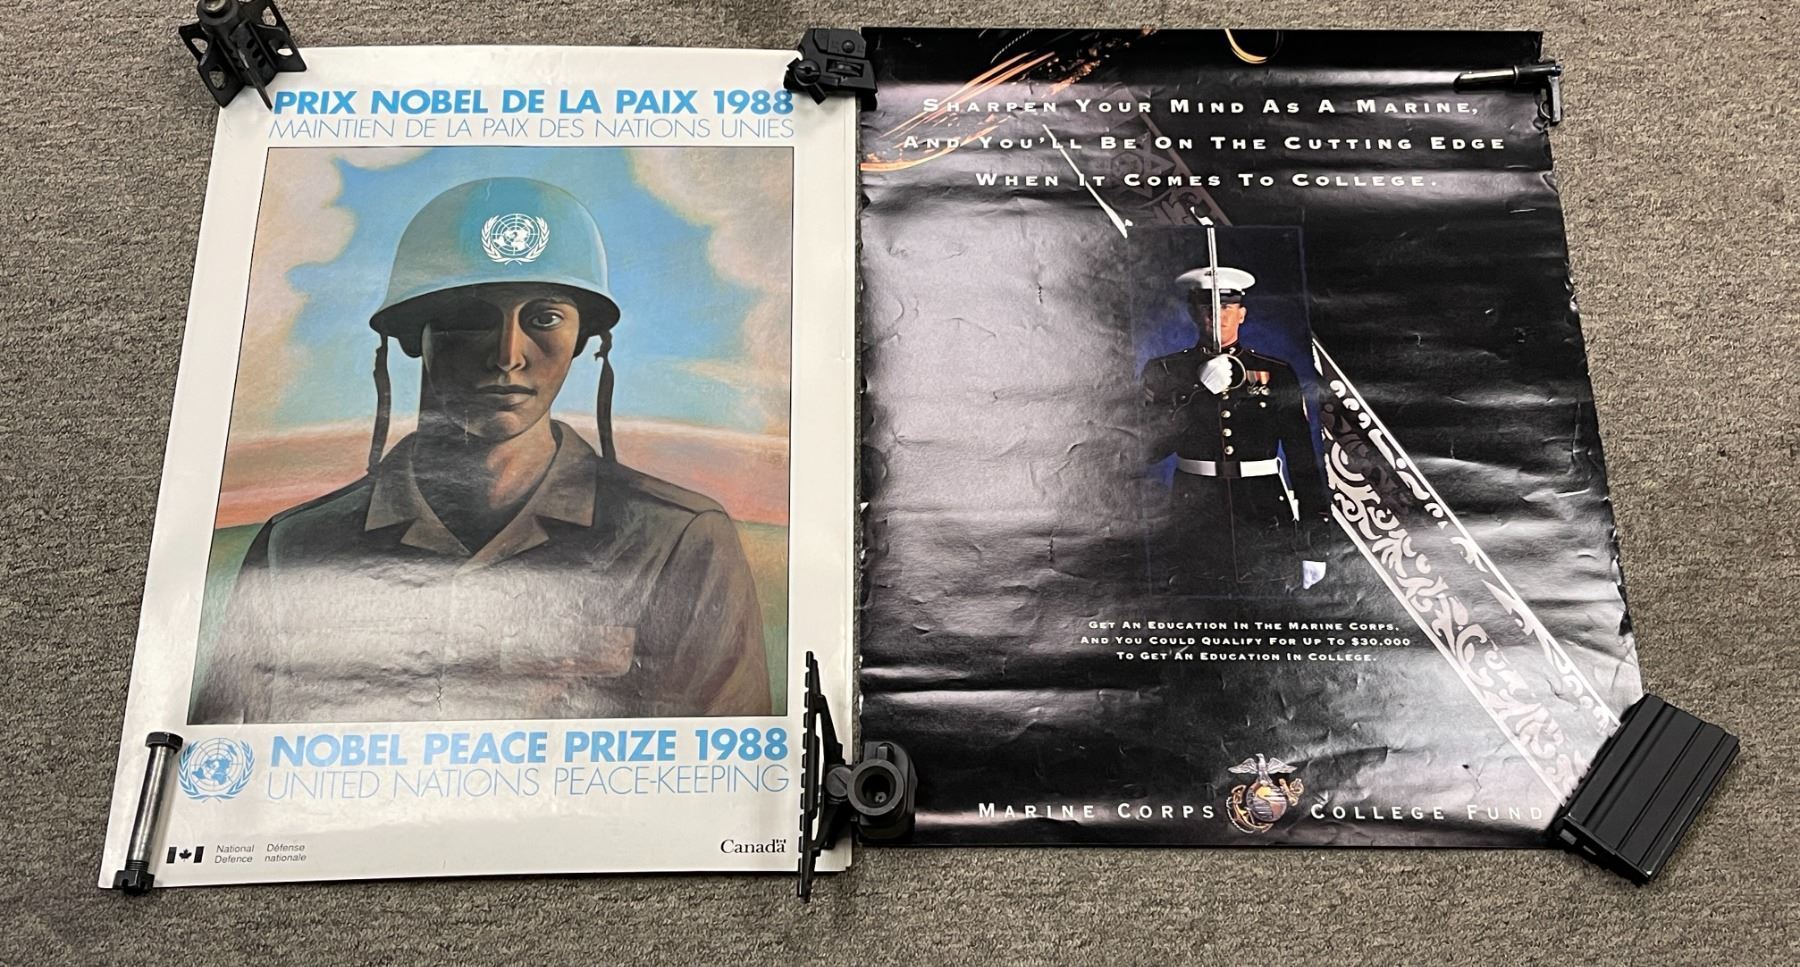 PRIX NOBEL DE LA PAIX 1988
MAINTIEN DE LA PAIX DES NATIONS UNIES
NOBEL PEACE PRIZE 1988
UNITED NATIONS PEACE-KEEPING
National Défense
Defence nationale
Canada
SHARPEN YOUR MIND AS A MARINE,
AND YOU'LL BE ON THE CUTTING EDGE
WHEN IT COMES TO COLLEGE.
GET AN EDUCATION IN THE MARINE CORPS,
AND YOU COULD QUALIFY FOR UP TO $30,000
TO GET AN EDUCATION IN COLLEGE.
MARINE CORPS COLLEGE FUND